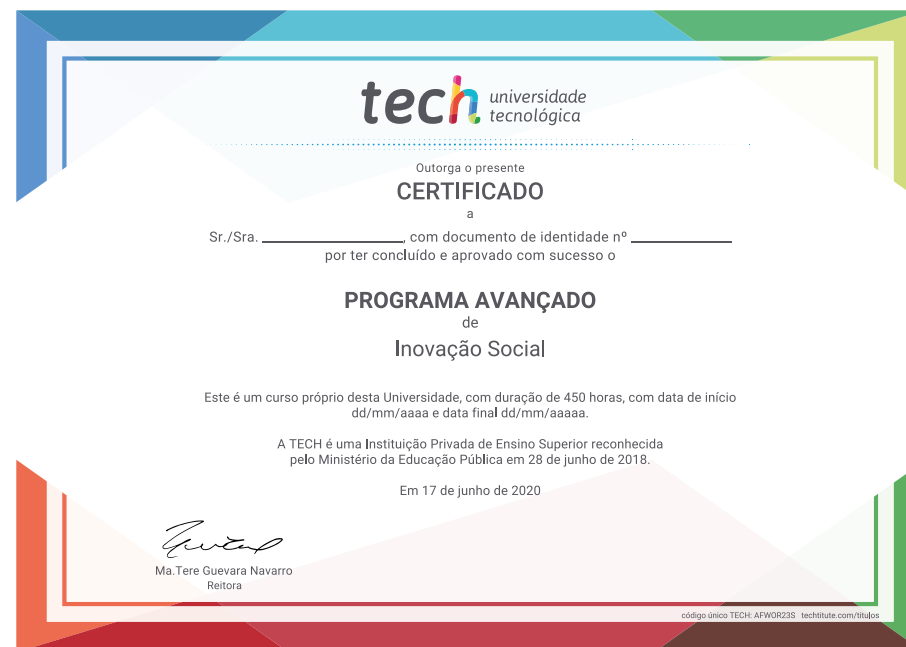 tech universidade
tecnológica
Outorga o presente
CERTIFICADO
a
Sr./Sra. ____________________, com documento de identidade nº ______________
por ter concluído e aprovado com sucesso o
PROGRAMA AVANÇADO
de
Inovação Social
Este é um curso próprio desta Universidade, com duração de 450 horas, com data de início
dd/mm/aaaa e data final dd/mm/aaaaa.
A TECH é uma Instituição Privada de Ensino Superior reconhecida
pelo Ministério da Educação Pública em 28 de junho de 2018.
Em 17 de junho de 2020
Ma.Tere Guevara Navarro
Reitora
código único TECH: AFWOR23S techtitute.com/titulos